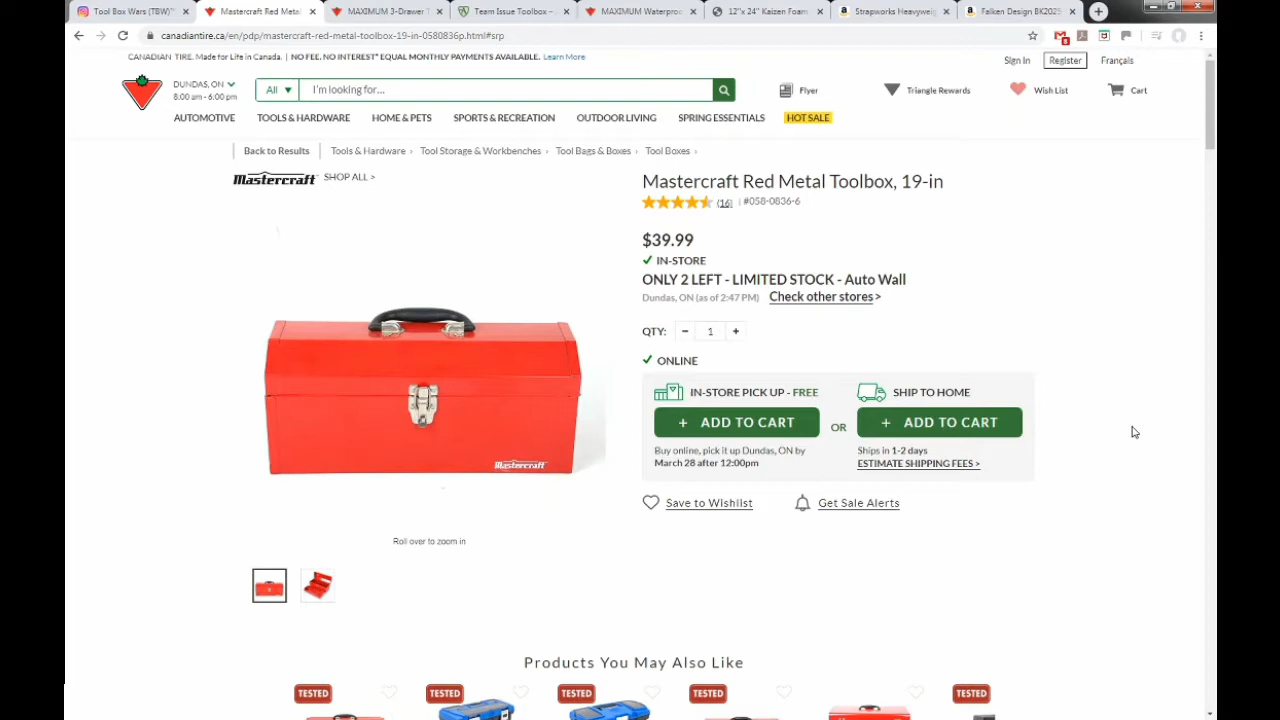 Tool Box Wars (TBW)™
Mastercraft Red Metal
MAXIMUM 3-Drawer T
Team Issue Toolbox –
MAXIMUM Waterproo
12"x 24" Kaizen Foam
Strapworks Heavyweig
Falken Design BK2025
canadiantire.ca/en/pdp/mastercraft-red-metal-toolbox-19-in-0580836p.html#srp
CANADIAN TIRE. Made for Life in Canada. | NO FEE. NO INTEREST* EQUAL MONTHLY PAYMENTS AVAILABLE. Learn More
Sign In
Register
Français
DUNDAS, ON
8:00 am - 6:00 pm
All
I'm looking for...
Flyer
Triangle Rewards
Wish List
Cart
AUTOMOTIVE
TOOLS & HARDWARE
HOME & PETS
SPORTS & RECREATION
OUTDOOR LIVING
SPRING ESSENTIALS
HOT SALE
Back to Results
Tools & Hardware ›
Tool Storage & Workbenches ›
Tool Bags & Boxes ›
Tool Boxes ›
Mastercraft
SHOP ALL >
Mastercraft Red Metal Toolbox, 19-in
(16) | #058-0836-6
$39.99
IN-STORE
ONLY 2 LEFT - LIMITED STOCK - Auto Wall
Dundas, ON (as of 2:47 PM) Check other stores >
QTY: - 1 +
ONLINE
IN-STORE PICK UP - FREE
+ ADD TO CART
Buy online, pick it up Dundas, ON by
March 28 after 12:00pm
OR
SHIP TO HOME
+ ADD TO CART
Ships in 1-2 days
ESTIMATE SHIPPING FEES >
Save to Wishlist
Get Sale Alerts
Mastercraft
Roll over to zoom in
Products You May Also Like
TESTED
TESTED
TESTED
TESTED
TESTED